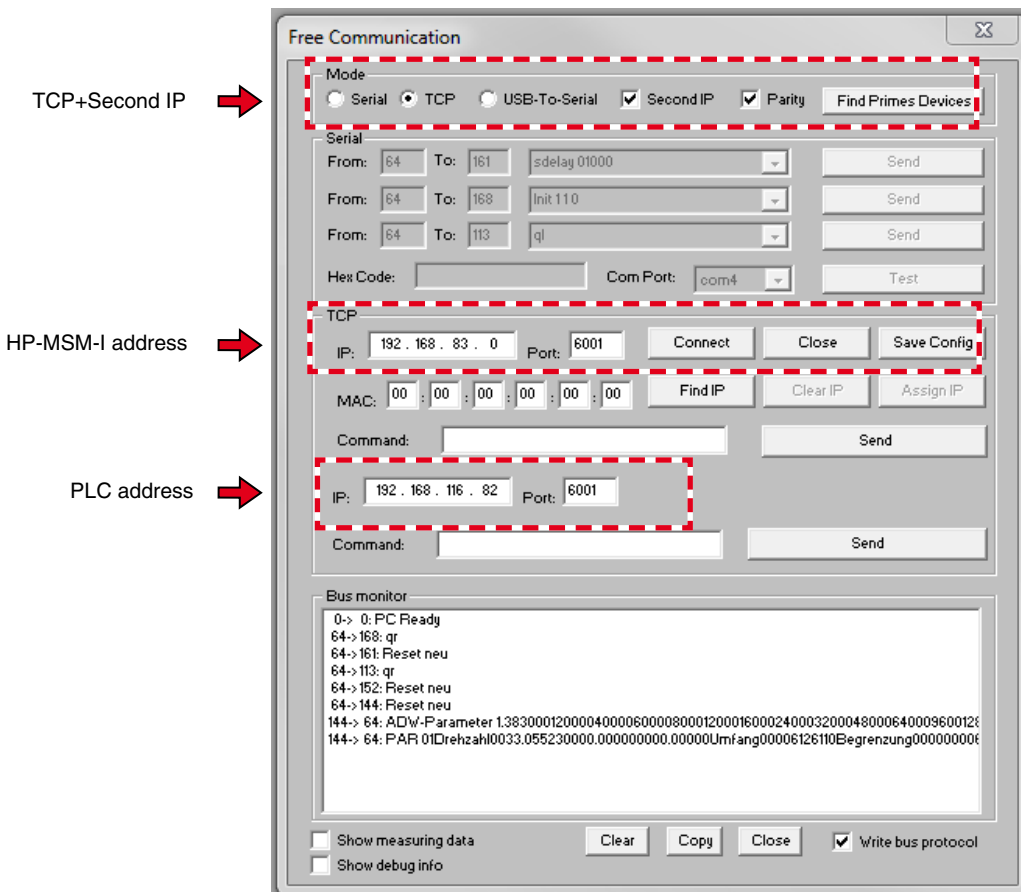 Free Communication
Mode
TCP+Second IP
Serial TCP USB-To-Serial Second IP Parity Find Primes Devices
Serial
From: 64 To: 161 sdelay 01000 Send
From: 64 To: 168 Init 110 Send
From: 64 To: 113 ql Send
Hex Code: Com Port: com4 Test
TCP
HP-MSM-I address
IP: 192 . 168 . 83 . 0 Port: 6001 Connect Close Save Config
MAC: 00 : 00 : 00 : 00 : 00 : 00 Find IP Clear IP Assign IP
Command: Send
PLC address
IP: 192 . 168 . 116 . 82 Port: 6001
Command: Send
Bus monitor
0-> 0: PC Ready
64->168: qr
64->161: Reset neu
64->113: qr
64->152: Reset neu
64->144: Reset neu
144-> 64: ADW-Parameter 1.383000120000400006000080001200016000240003200048000640009600128
144-> 64: PAR 01Drehzahl0033.055230000.000000000.00000Umfang00006126110Begrenzung000000006
Show measuring data Clear Copy Close Write bus protocol
Show debug info